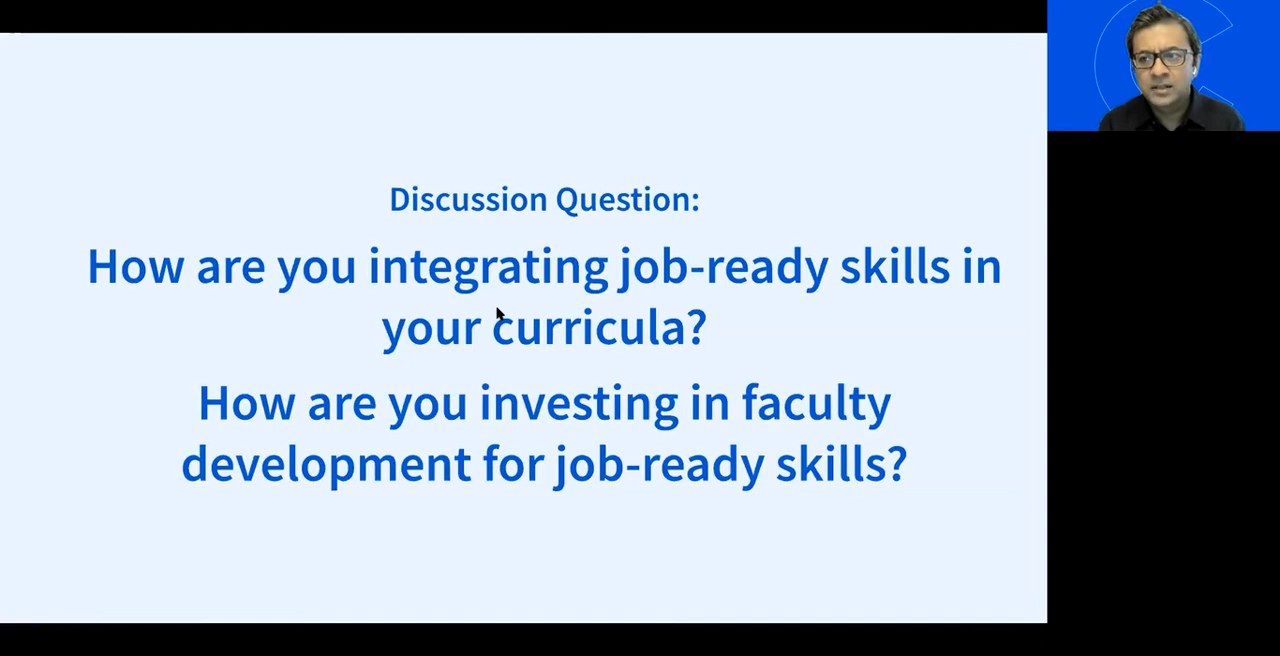 Discussion Question:
How are you integrating job-ready skills in
your curricula?
How are you investing in faculty
development for job-ready skills?